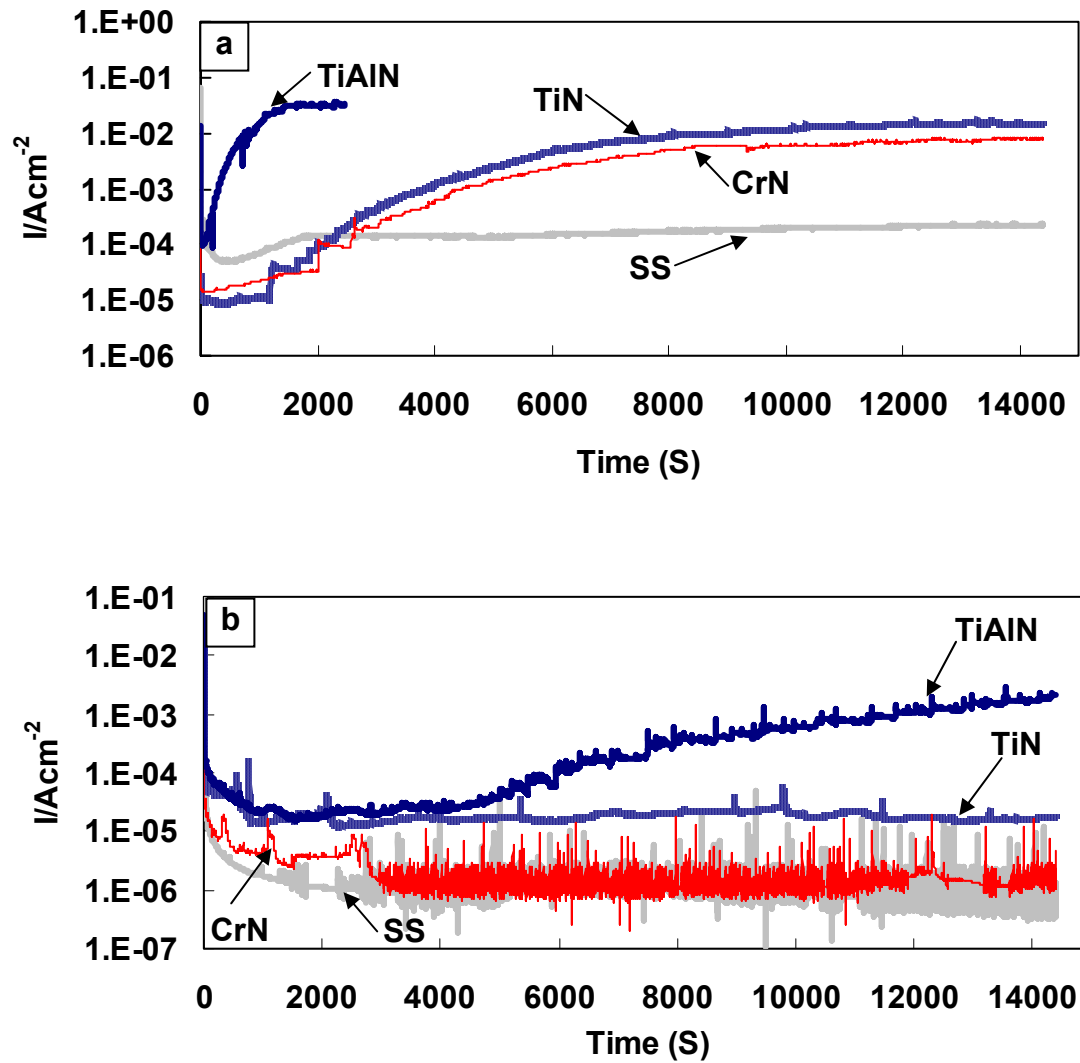 a
1.E+00
1.E-01
1.E-02
1.E-03
1.E-04
1.E-05
1.E-06
I/Acm-2
TiAlN
TiN
CrN
SS
0 2000 4000 6000 8000 10000 12000 14000
Time (S)
b
1.E-01
1.E-02
1.E-03
1.E-04
1.E-05
1.E-06
1.E-07
I/Acm-2
TiAlN
TiN
CrN
SS
0 2000 4000 6000 8000 10000 12000 14000
Time (S)